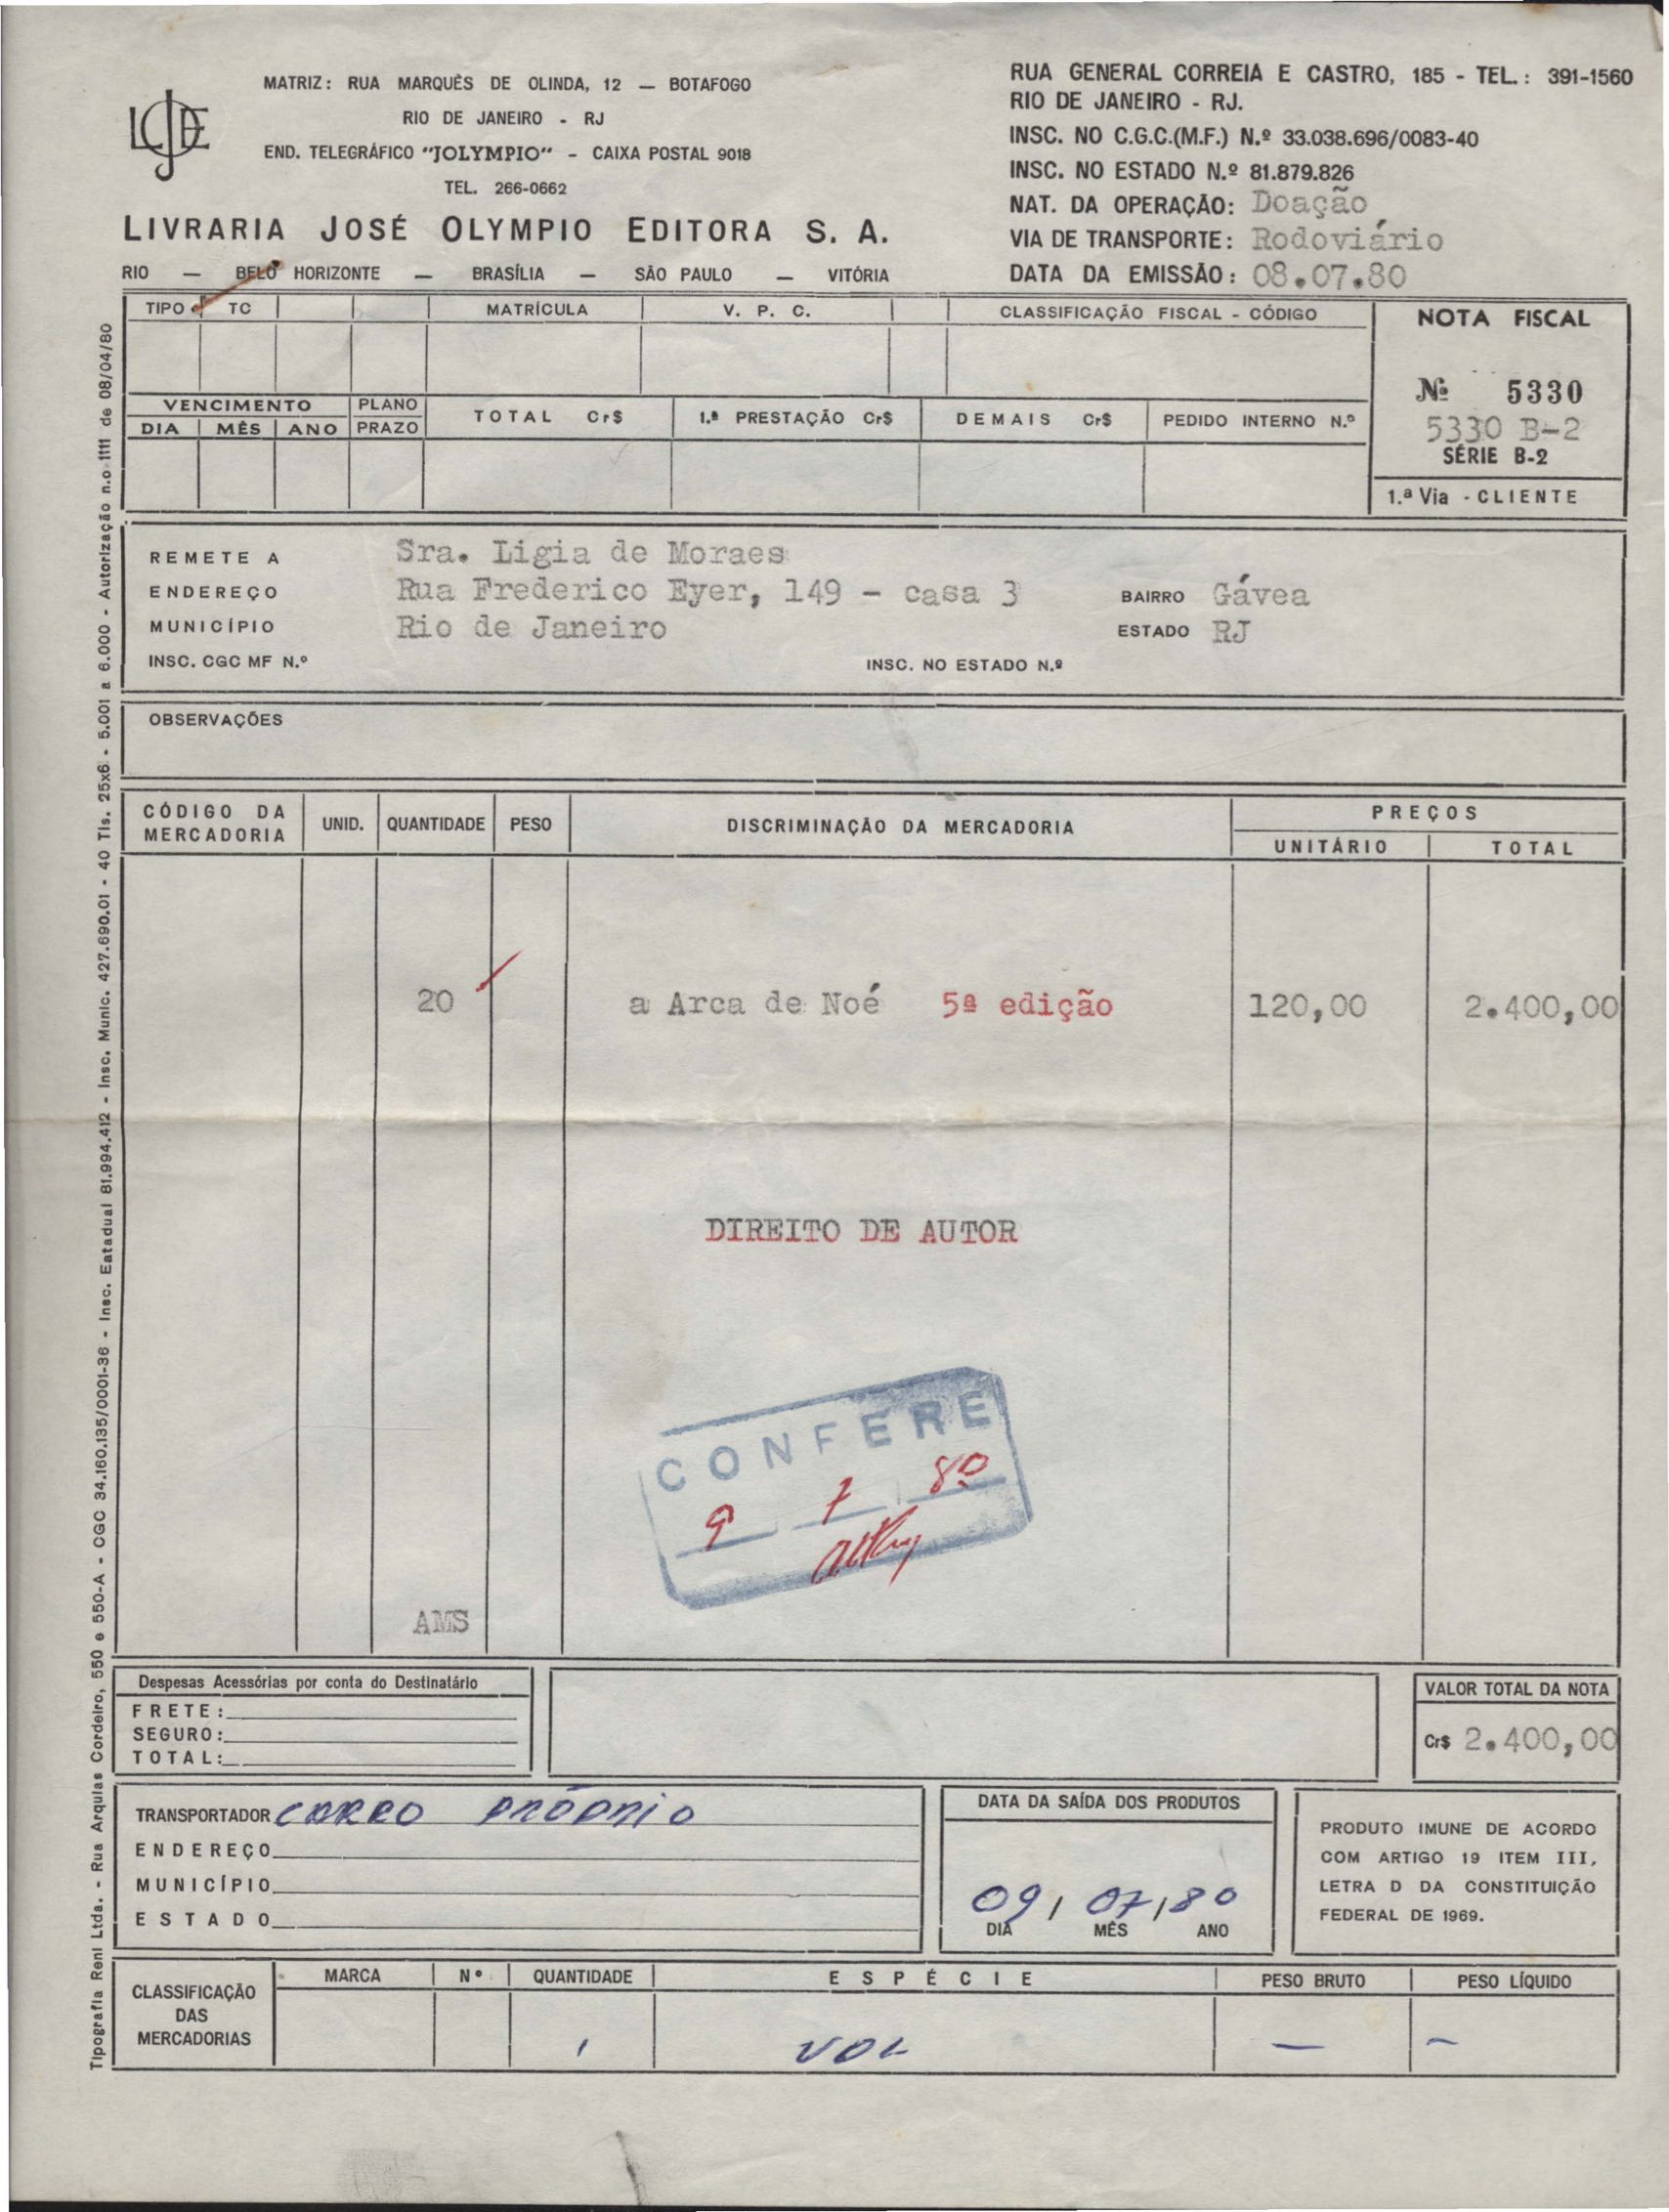 LJOE
MATRIZ: RUA MARQUÊS DE OLINDA, 12 — BOTAFOGO
RIO DE JANEIRO - RJ
END. TELEGRÁFICO "JOLYMPIO" - CAIXA POSTAL 9018
TEL. 266-0662
LIVRARIA JOSÉ OLYMPIO EDITORA S. A.
RIO — BELO HORIZONTE — BRASÍLIA — SÃO PAULO — VITÓRIA
RUA GENERAL CORREIA E CASTRO, 185 - TEL.: 391-1560
RIO DE JANEIRO - RJ.
INSC. NO C.G.C.(M.F.) N.º 33.038.696/0083-40
INSC. NO ESTADO N.º 81.879.826
NAT. DA OPERAÇÃO: Doação
VIA DE TRANSPORTE: Rodoviário
DATA DA EMISSÃO: 08.07.80
TIPO TC MATRÍCULA V. P. C. CLASSIFICAÇÃO FISCAL - CÓDIGO
NOTA FISCAL
Nº 5330
5330 B-2
SÉRIE B-2
1.ª Via - CLIENTE
VENCIMENTO PLANO PRAZO TOTAL Cr$ 1.ª PRESTAÇÃO Cr$ DEMAIS Cr$ PEDIDO INTERNO N.º
DIA MÊS ANO
REMETE A Sra. Ligia de Moraes
ENDEREÇO Rua Frederico Eyer, 149 - casa 3 BAIRRO Gávea
MUNICÍPIO Rio de Janeiro ESTADO RJ
INSC. CGC MF N.º INSC. NO ESTADO N.º
OBSERVAÇÕES
CÓDIGO DA MERCADORIA UNID. QUANTIDADE PESO DISCRIMINAÇÃO DA MERCADORIA PREÇOS
UNITÁRIO TOTAL
20 a Arca de Noé 5ª edição 120,00 2.400,00
DIREITO DE AUTOR
CONFERE
9 7 80
AMS
Despesas Acessórias por conta do Destinatário
FRETE:
SEGURO:
TOTAL:
VALOR TOTAL DA NOTA
Cr$ 2.400,00
TRANSPORTADOR CARRO PRÓPRIO
ENDEREÇO
MUNICÍPIO
ESTADO
DATA DA SAÍDA DOS PRODUTOS
09/07/80
DIA MÊS ANO
PRODUTO IMUNE DE ACORDO
COM ARTIGO 19 ITEM III,
LETRA D DA CONSTITUIÇÃO
FEDERAL DE 1969.
CLASSIFICAÇÃO
DAS
MERCADORIAS
MARCA Nº QUANTIDADE ESPÉCIE PESO BRUTO PESO LÍQUIDO
1 VOL — —
Tipografia Reni Ltda. - Rua Arquias Cordeiro, 550 e 550-A - CGC 34.160.135/0001-36 - Insc. Estadual 81.994.412 - Insc. Munic. 427.690.01 - 40 Tls. 25x6 - 5.001 a 6.000 - Autorização n.o 1111 de 08/04/80